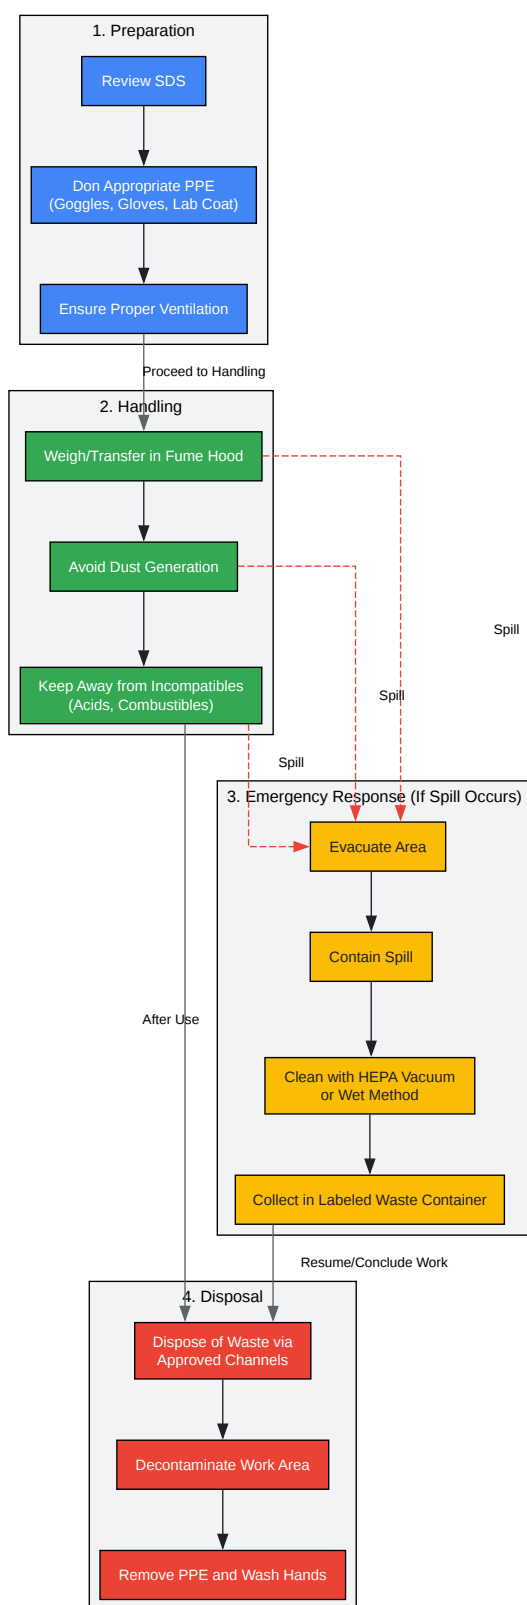 1. Preparation
Review SDS
Don Appropriate PPE
(Goggles, Gloves, Lab Coat)
Ensure Proper Ventilation
Proceed to Handling
2. Handling
Weigh/Transfer in Fume Hood
Avoid Dust Generation
Spill
Keep Away from Incompatibles
(Acids, Combustibles)
Spill
Spill
3. Emergency Response (If Spill Occurs)
Evacuate Area
Contain Spill
After Use
Clean with HEPA Vacuum
or Wet Method
Collect in Labeled Waste Container
Resume/Conclude Work
4. Disposal
Dispose of Waste via
Approved Channels
Decontaminate Work Area
Remove PPE and Wash Hands